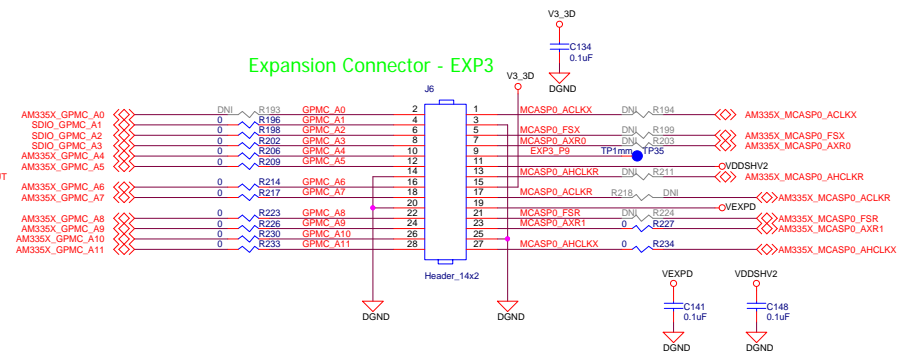 V3_3D
C134
0.1uF
DGND
Expansion Connector - EXP3
V3_3D
J6
AM335X_GPMC_A0 DNI R193 GPMC_A0 2 1 MCASP0_ACLKX DNI R194 AM335X_MCASP0_ACLKX
SDIO_GPMC_A1 0 R196 GPMC_A1 4 3
SDIO_GPMC_A2 0 R198 GPMC_A2 6 5 MCASP0_FSX DNI R199 AM335X_MCASP0_FSX
SDIO_GPMC_A3 0 R202 GPMC_A3 8 7 MCASP0_AXR0 DNI R203 AM335X_MCASP0_AXR0
AM335X_GPMC_A4 0 R206 GPMC_A4 10 9 EXP3_P9 TP1mm TP35
AM335X_GPMC_A5 0 R209 GPMC_A5 12 11 VDDSHV2
14 13 MCASP0_AHCLKR DNI R211 AM335X_MCASP0_AHCLKR
AM335X_GPMC_A6 0 R214 GPMC_A6 16 15
AM335X_GPMC_A7 0 R217 GPMC_A7 18 17 MCASP0_ACLKR R218 DNI AM335X_MCASP0_ACLKR
20 19 VEXPD
AM335X_GPMC_A8 0 R223 GPMC_A8 22 21 MCASP0_FSR DNI R224 AM335X_MCASP0_FSR
AM335X_GPMC_A9 0 R226 GPMC_A9 24 23 MCASP0_AXR1 0 R227 AM335X_MCASP0_AXR1
AM335X_GPMC_A10 0 R230 GPMC_A10 26 25
AM335X_GPMC_A11 0 R233 GPMC_A11 28 27 MCASP0_AHCLKX 0 R234 AM335X_MCASP0_AHCLKX
Header_14x2
DGND
DGND
VEXPD VDDSHV2
C141 C148
0.1uF 0.1uF
DGND DGND